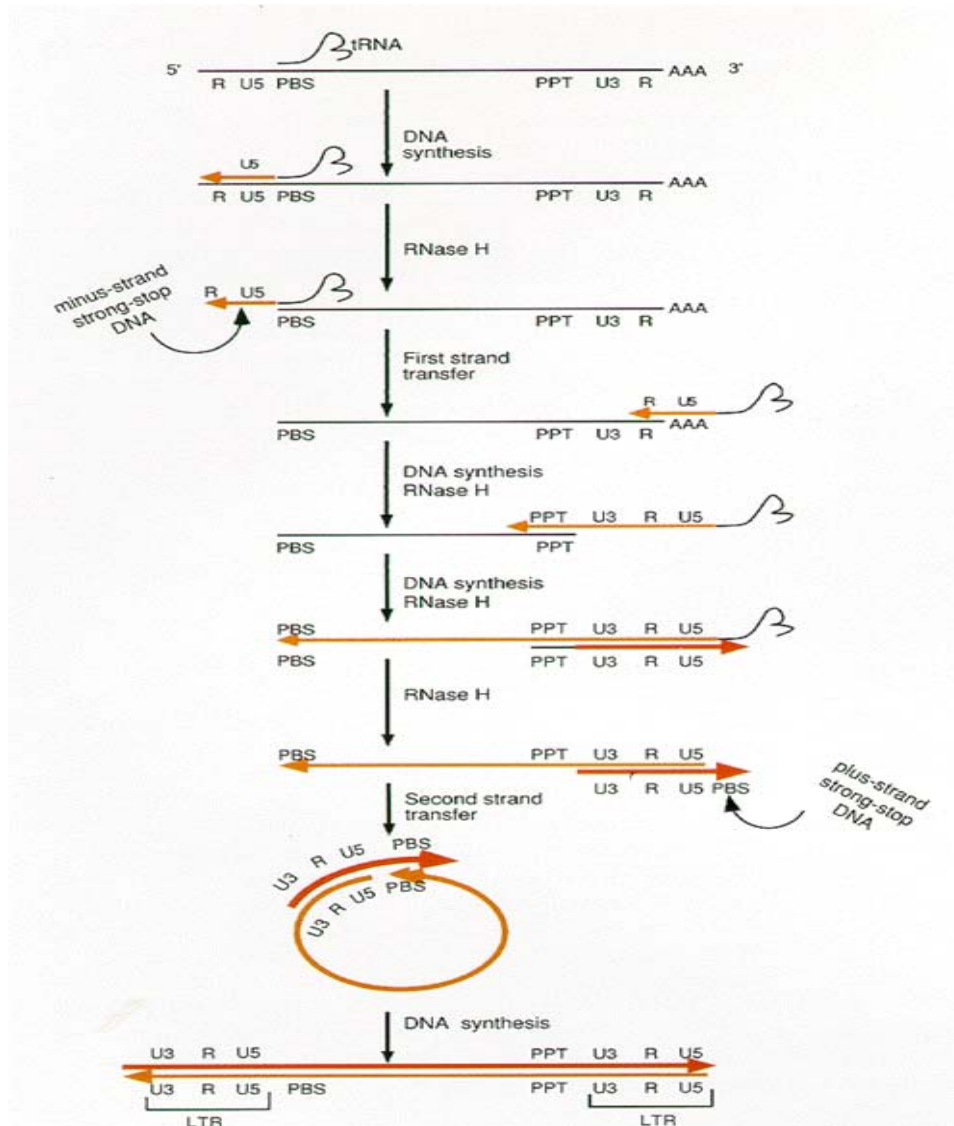 tRNA
5' AAA 3'
R U5 PBS PPT U3 R
DNA
synthesis
U5
AAA
R U5 PBS PPT U3 R
RNase H
minus-strand
strong-stop
DNA
R U5
AAA
PBS PPT U3 R
First strand
transfer
R U5
AAA
PBS PPT U3 R
DNA synthesis
RNase H
PPT U3 R U5
PBS PPT
DNA synthesis
RNase H
PBS PPT U3 R U5
PBS PPT U3 R U5
RNase H
PBS PPT U3 R U5
U3 R U5 PBS
plus-strand
strong-stop
DNA
Second strand
transfer
U3 R U5 PBS
U3 R U5 PBS
DNA synthesis
U3 R U5 PPT U3 R U5
U3 R U5 PBS PPT U3 R U5
LTR LTR